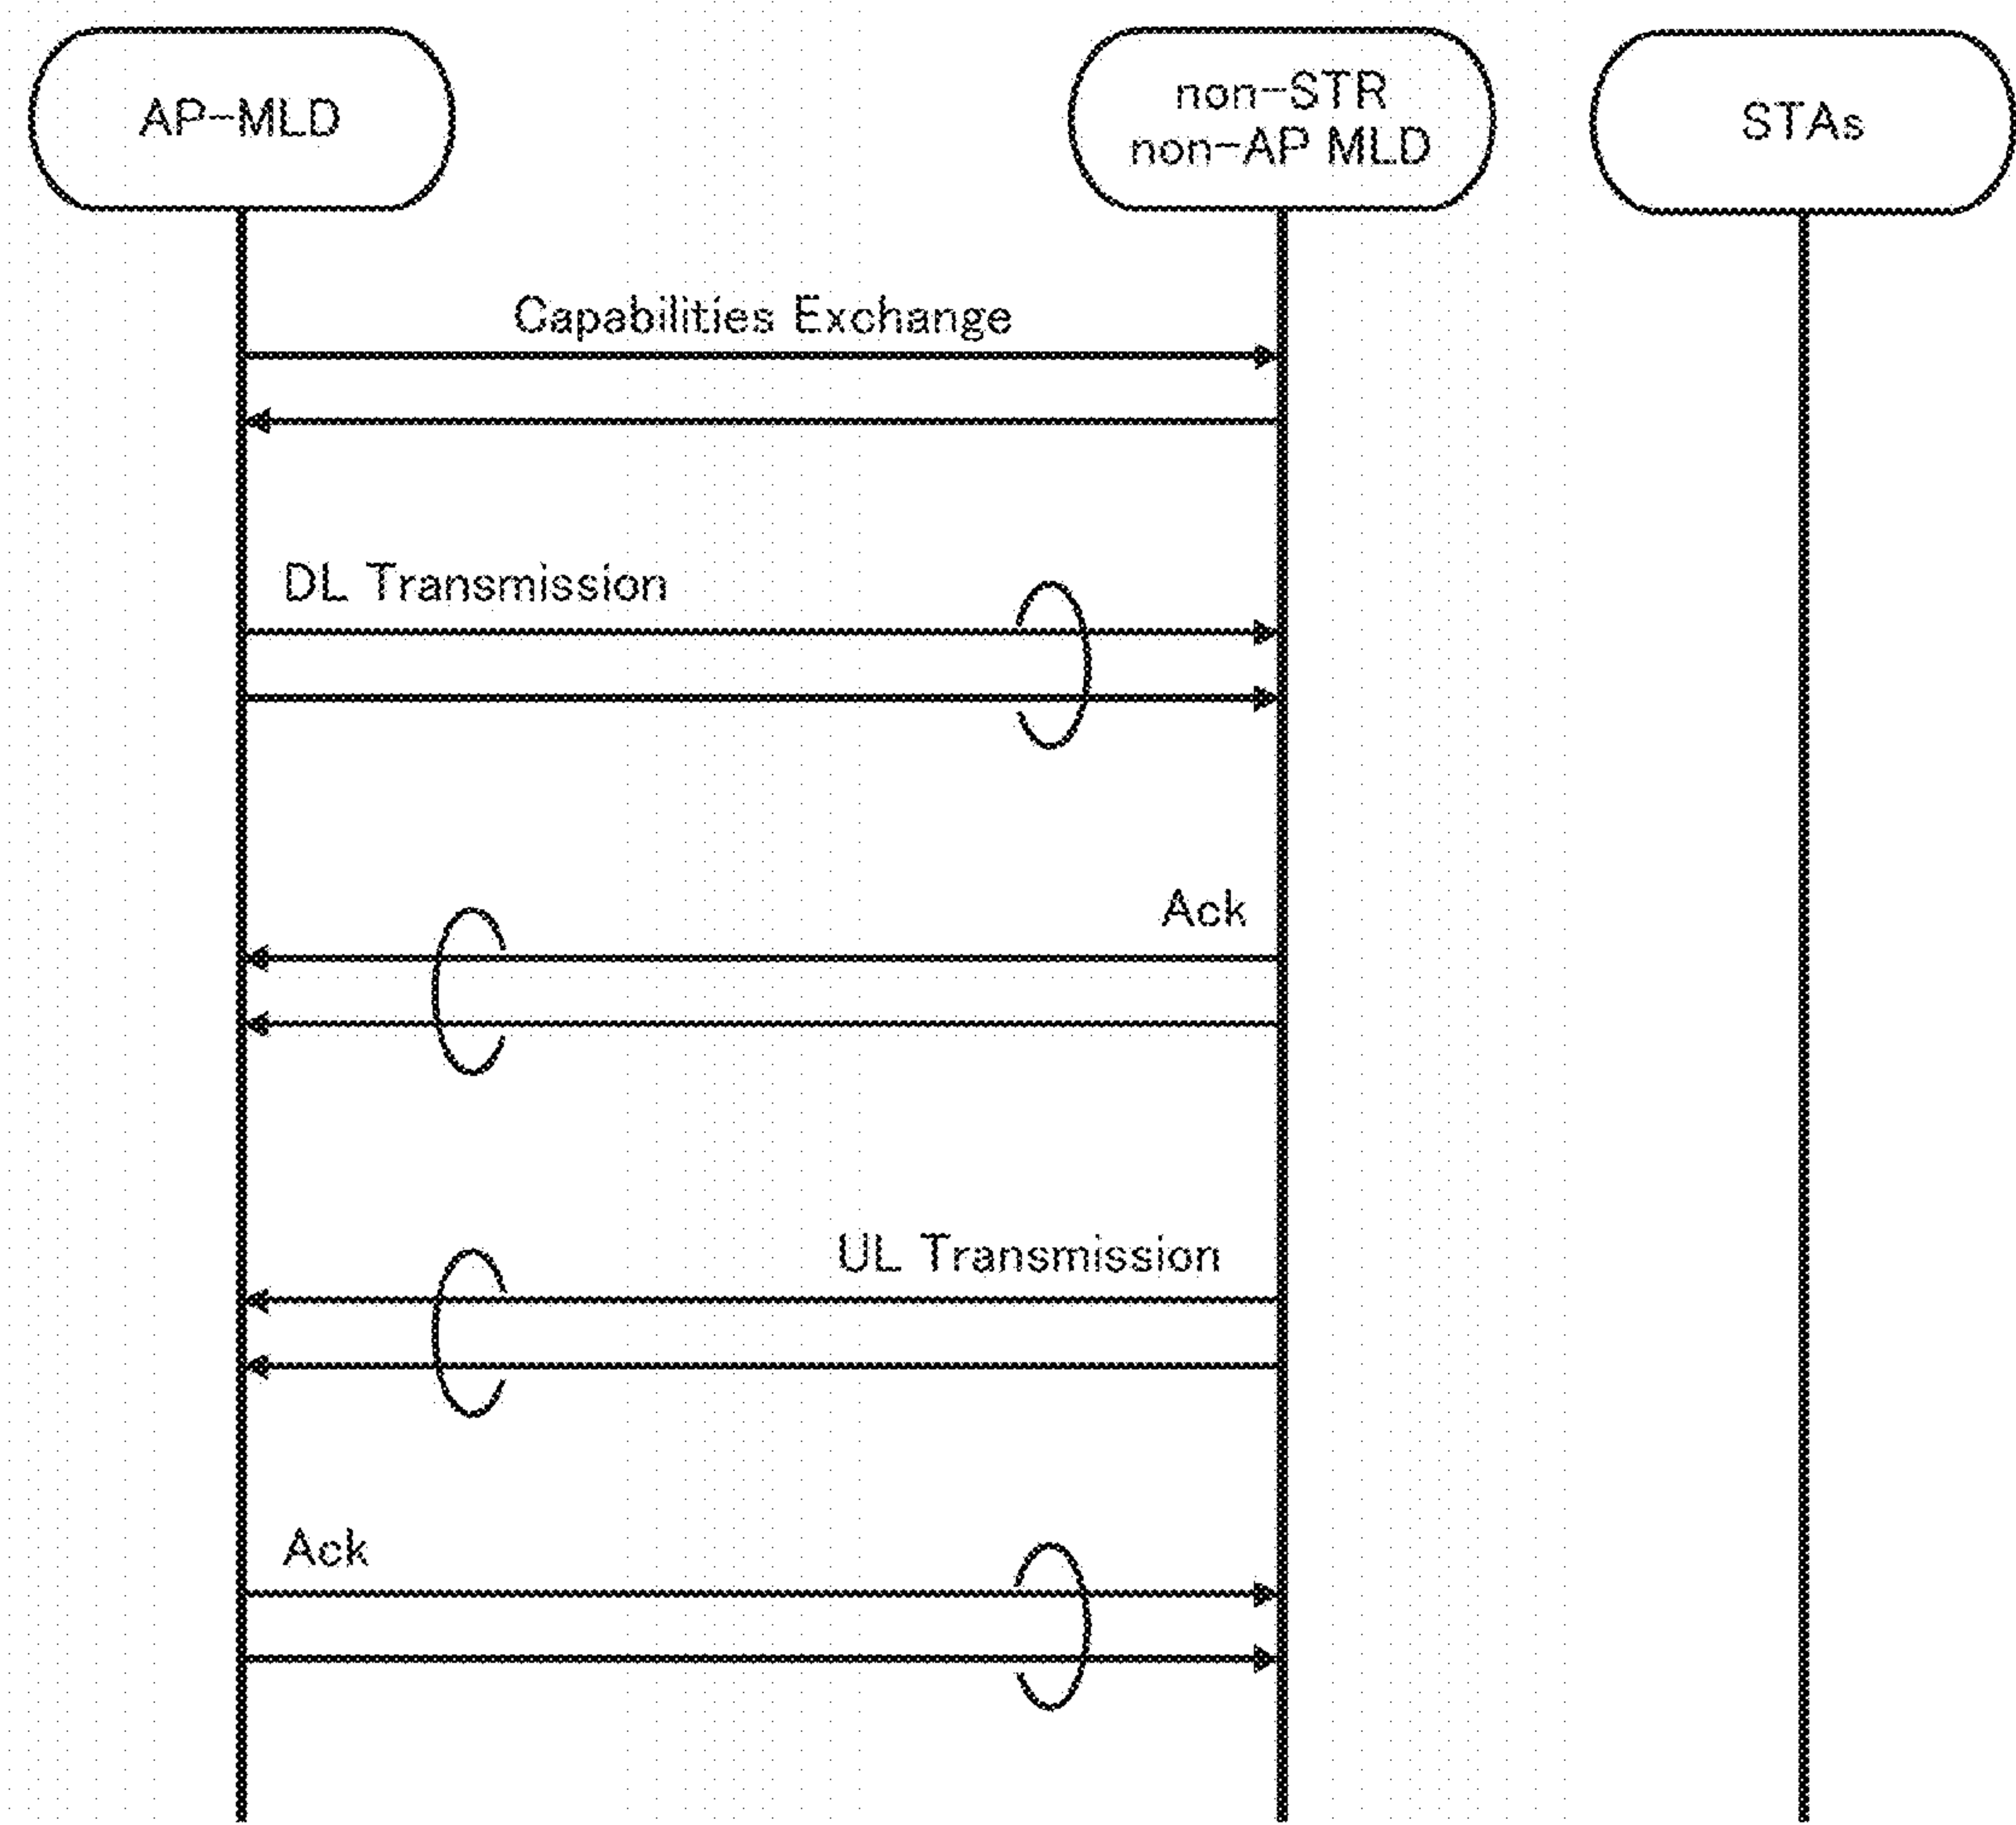 AP-MLD
non-STR
non-AP MLD
STAs
Capabilities Exchange
DL Transmission
Ack
UL Transmission
Ack